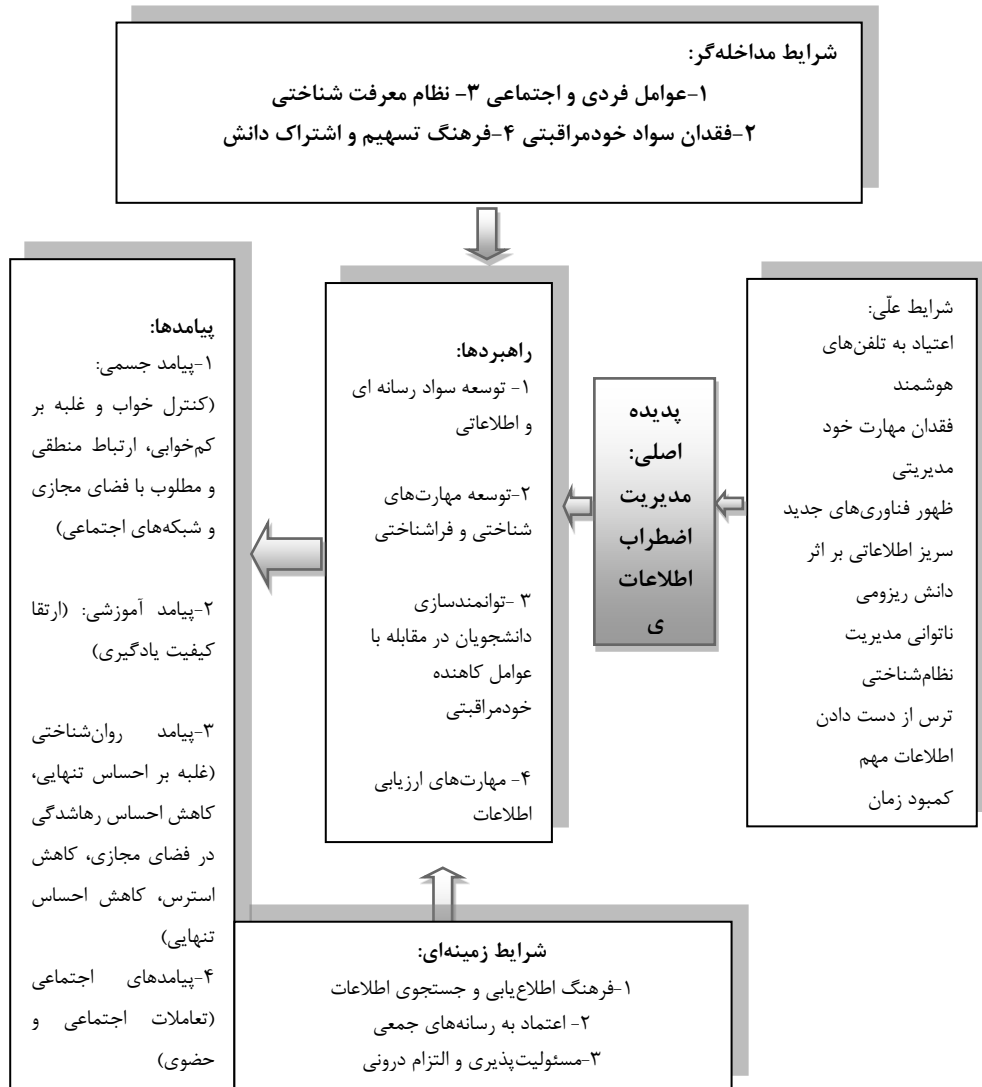 شرایط مداخله‌گر:
۱-عوامل فردی و اجتماعی ۳- نظام معرفت شناختی
۲-فقدان سواد خودمراقبتی ۴-فرهنگ تسهیم و اشتراک دانش
شرایط علّی:
اعتیاد به تلفن‌های
هوشمند
فقدان مهارت خود
مدیریتی
ظهور فناوری‌های جدید
سریز اطلاعاتی بر اثر
دانش ریزومی
ناتوانی مدیریت
نظام‌شناختی
ترس از دست دادن
اطلاعات مهم
کمبود زمان
پدیده
اصلی:
مدیریت
اضطراب
اطلاعات
ی
راهبردها:
۱- توسعه سواد رسانه ای
و اطلاعاتی
۲-توسعه مهارت‌های
شناختی و فراشناختی
۳ -توانمندسازی
دانشجویان در مقابله با
عوامل کاهنده
خودمراقبتی
۴- مهارت‌های ارزیابی
اطلاعات
پیامدها:
۱-پیامد جسمی:
(کنترل خواب و غلبه بر
کم‌خوابی، ارتباط منطقی
و مطلوب با فضای مجازی
و شبکه‌های اجتماعی)
۲-پیامد آموزشی: (ارتقا
کیفیت یادگیری)
۳-پیامد روان‌شناختی
(غلبه بر احساس تنهایی،
کاهش احساس رهاشدگی
در فضای مجازی، کاهش
استرس، کاهش احساس
تنهایی)
۴-پیامدهای اجتماعی
(تعاملات اجتماعی و
حضوی)
شرایط زمینه‌ای:
۱-فرهنگ اطلاع‌یابی و جستجوی اطلاعات
۲- اعتماد به رسانه‌های جمعی
۳-مسئولیت‌پذیری و التزام درونی